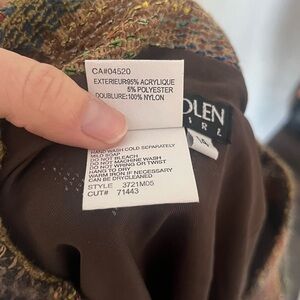 CA#04520
EXTERIEUR95% ACRYLIQUE
5% POLYESTER
DOUBLURE:100% NYLON
OLEN
HAND WASH COLD SEPARATELY
MILD SOAP
DO NOT BLEACH
DO NOT MACHINE WASH
DO NOT WRING OR TWIST
HANG TO DRY
WARM IRON IF NECESSARY
CAN BE DRYCLEANED
STYLE 3721M05
CUT# 71443